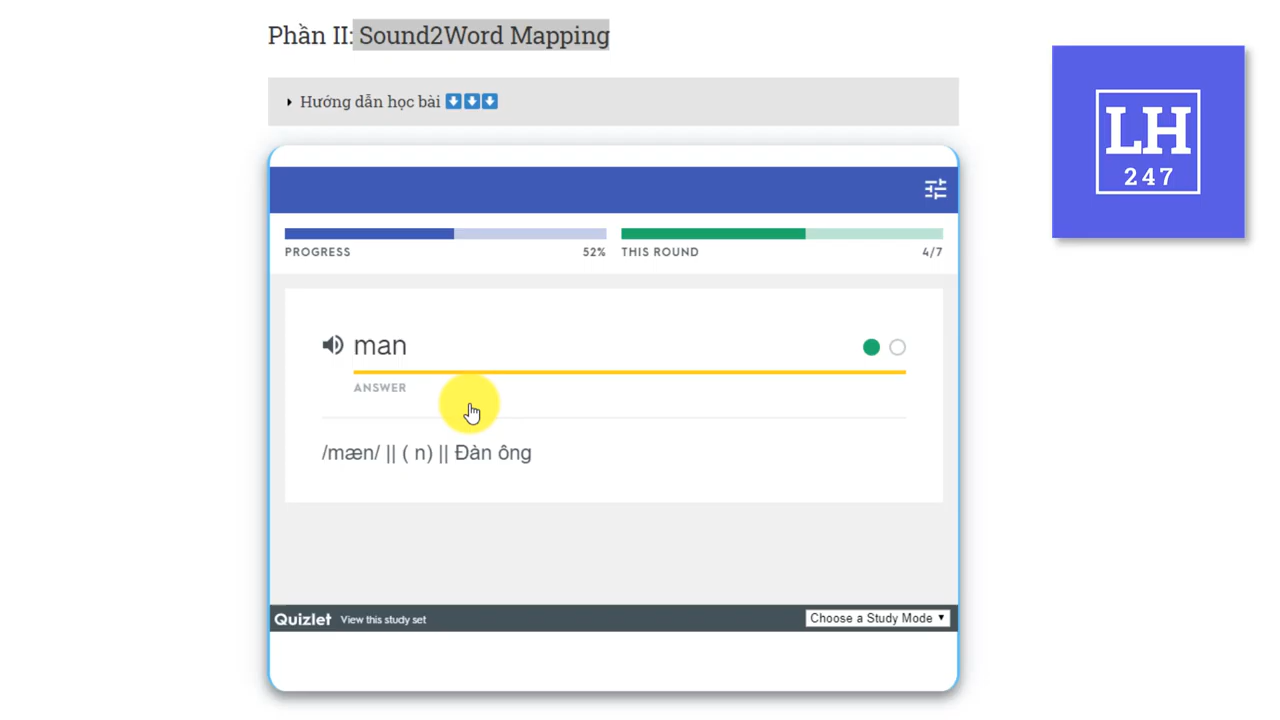 Phần II: Sound2Word Mapping
Hướng dẫn học bài
LH
247
PROGRESS 52% THIS ROUND 4/7
man
ANSWER
/mæn/ || ( n) || Đàn ông
Quizlet View this study set Choose a Study Mode